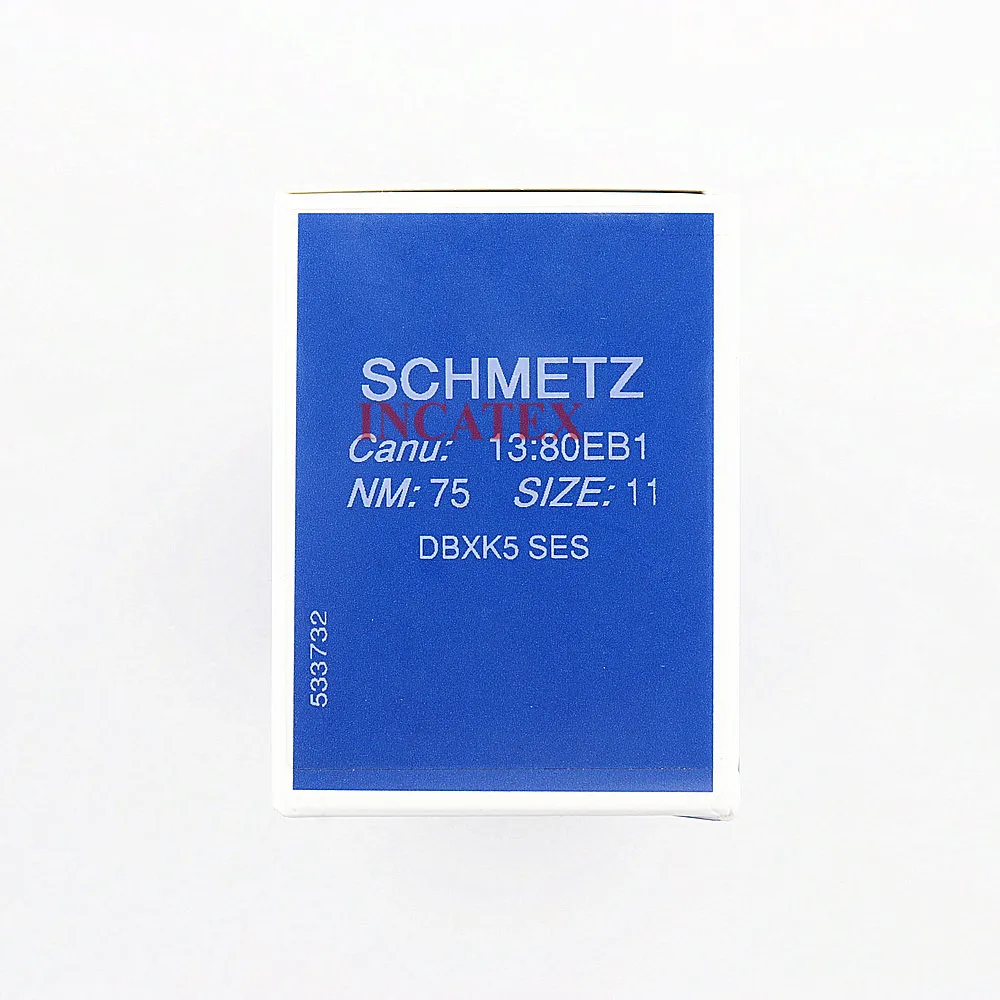 SCHMETZ
INCATEX
Canu: 13:80EB1
NM: 75 SIZE: 11
DBXK5 SES
533732